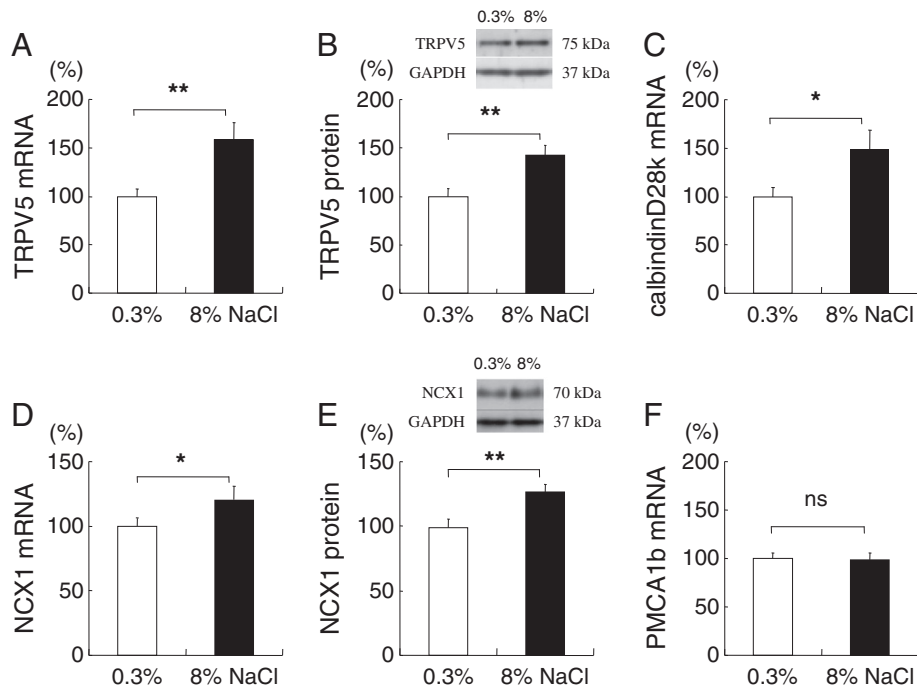 A
(%)
TRPV5 mRNA
200
150
100
50
0
**
0.3% 8% NaCl
B
0.3% 8%
TRPV5 75 kDa
GAPDH 37 kDa
(%)
TRPV5 protein
200
150
100
50
0
**
0.3% 8% NaCl
C
(%)
calbindinD28k mRNA
200
150
100
50
0
*
0.3% 8% NaCl
D
(%)
NCX1 mRNA
150
100
50
0
*
0.3% 8% NaCl
E
0.3% 8%
NCX1 70 kDa
GAPDH 37 kDa
(%)
NCX1 protein
150
100
50
0
**
0.3% 8% NaCl
F
(%)
PMCA1b mRNA
200
150
100
50
0
ns
0.3% 8% NaCl